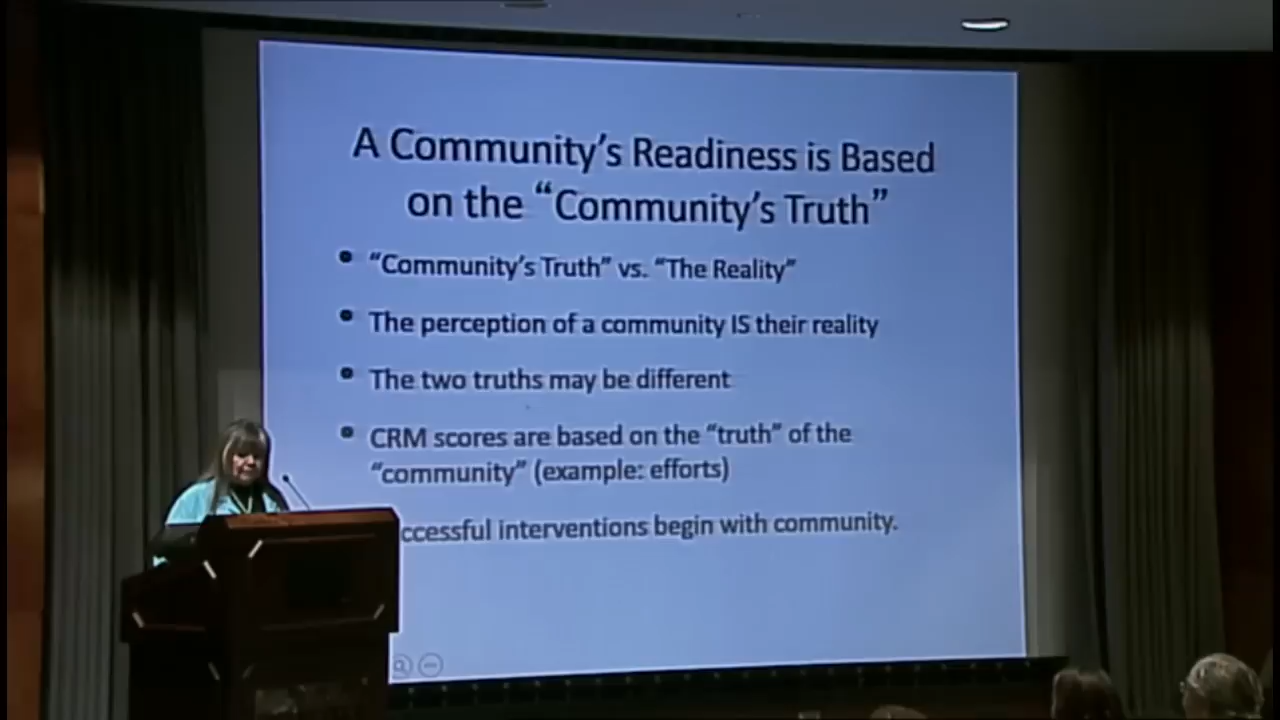 A Community's Readiness is Based
on the “Community's Truth”
• “Community's Truth” vs. “The Reality”
• The perception of a community IS their reality
• The two truths may be different
• CRM scores are based on the “truth” of the
“community” (example: efforts)
ccessful interventions begin with community.